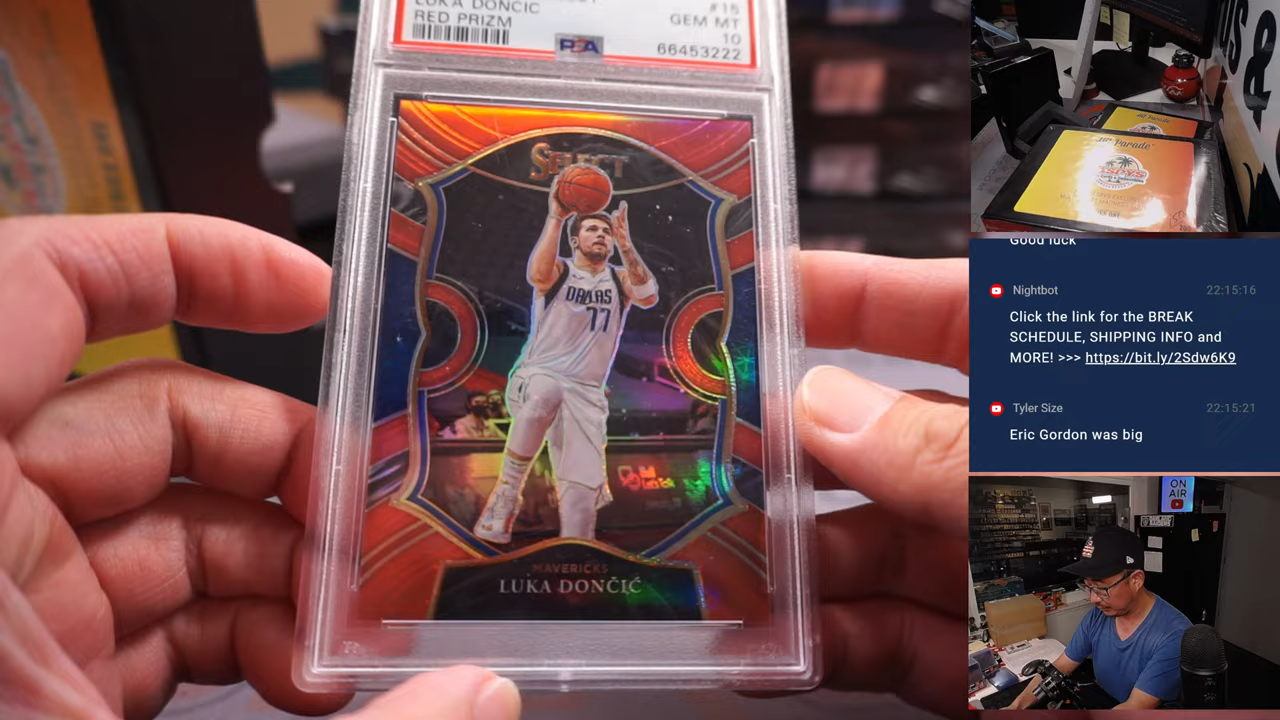 LUKA DONCIC
#15
RED PRIZM
GEM MT
10
PSA
66453222
SELECT
DALLAS
77
MAVERICKS
LUKA DONČIĆ
Good luck
Nightbot
22:15:16
Click the link for the BREAK
SCHEDULE, SHIPPING INFO and
MORE! >>> https://bit.ly/2Sdw6K9
Tyler Size
22:15:21
Eric Gordon was big
ON
AIR